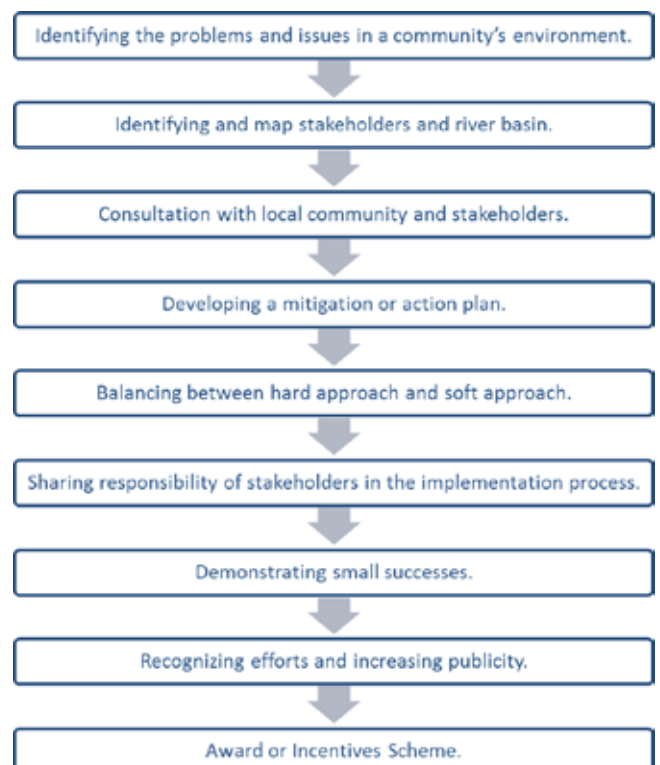 Identifying the problems and issues in a community's environment.
Identifying and map stakeholders and river basin.
Consultation with local community and stakeholders.
Developing a mitigation or action plan.
Balancing between hard approach and soft approach.
Sharing responsibility of stakeholders in the implementation process.
Demonstrating small successes.
Recognizing efforts and increasing publicity.
Award or Incentives Scheme.